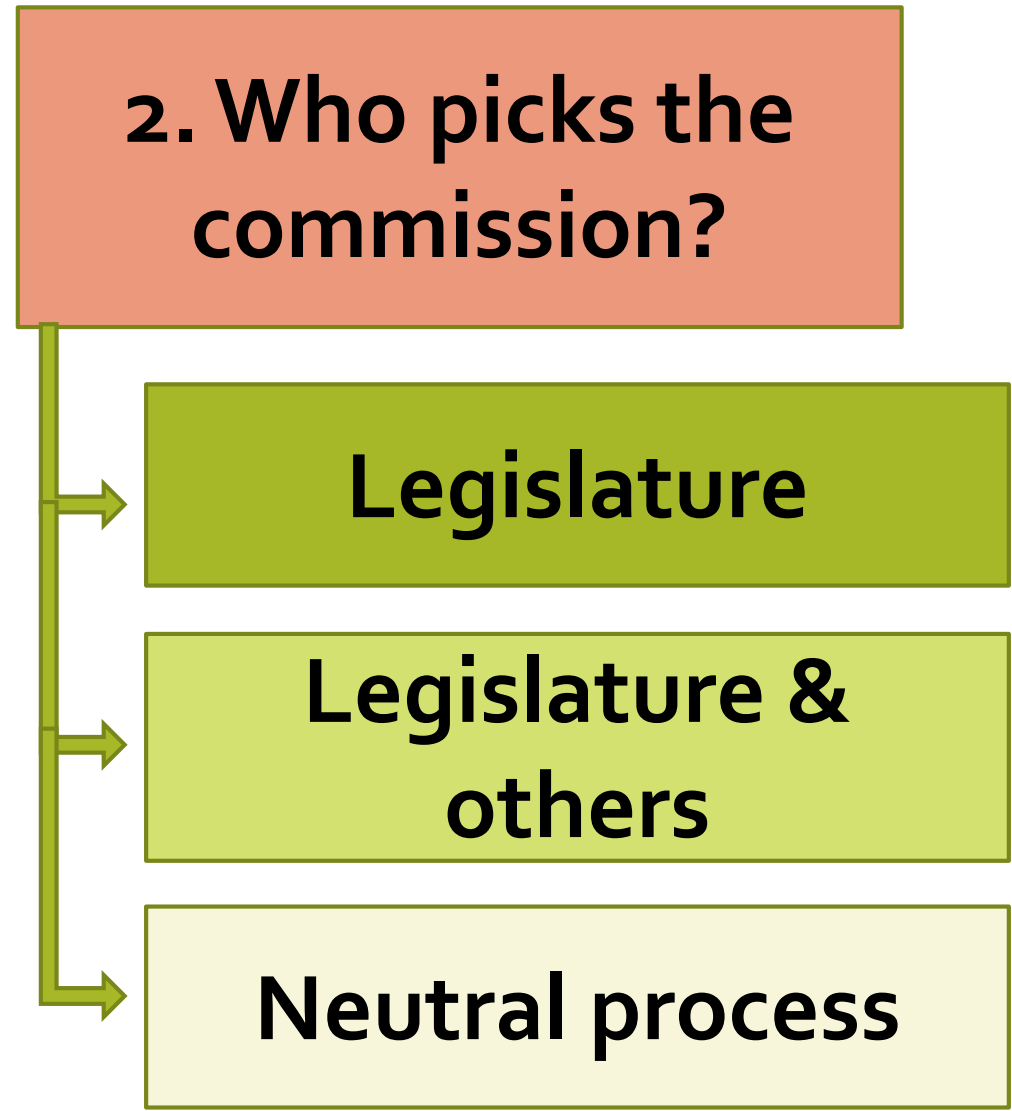 2. Who picks the
commission?
Legislature
Legislature &
others
Neutral process